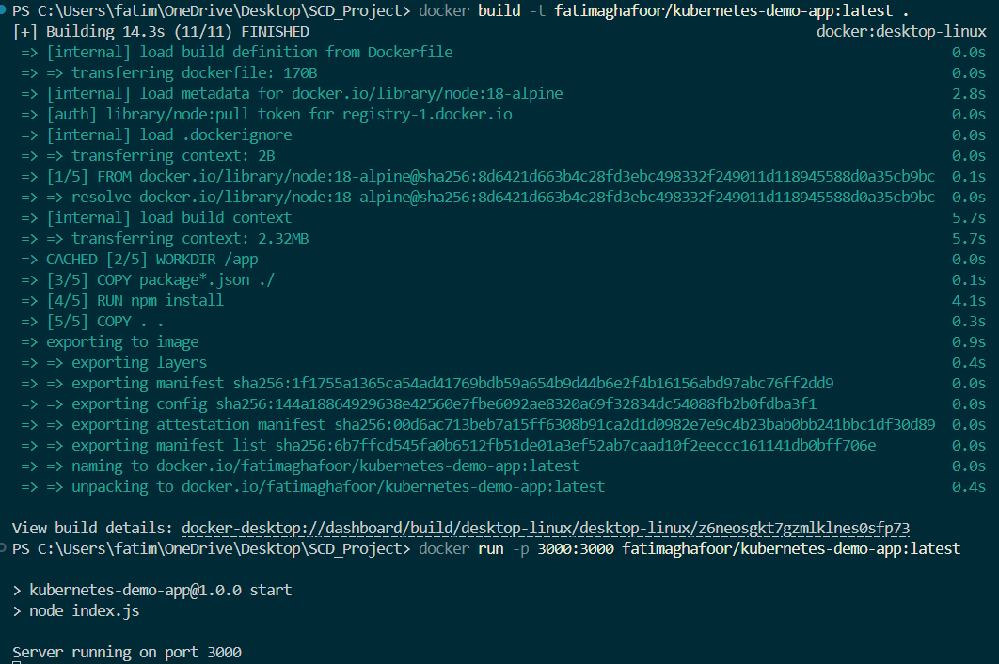 PS C:\Users\fatim\OneDrive\Desktop\SCD_Project> docker build -t fatimaghafoor/kubernetes-demo-app:latest .
[+] Building 14.3s (11/11) FINISHED docker:desktop-linux
=> [internal] load build definition from Dockerfile 0.0s
=> => transferring dockerfile: 170B 0.0s
=> [internal] load metadata for docker.io/library/node:18-alpine 2.8s
=> [auth] library/node:pull token for registry-1.docker.io 0.0s
=> [internal] load .dockerignore 0.0s
=> => transferring context: 2B 0.0s
=> [1/5] FROM docker.io/library/node:18-alpine@sha256:8d6421d663b4c28fd3ebc498332f249011d118945588d0a35cb9bc 0.1s
=> => resolve docker.io/library/node:18-alpine@sha256:8d6421d663b4c28fd3ebc498332f249011d118945588d0a35cb9bc 0.0s
=> [internal] load build context 5.7s
=> => transferring context: 2.32MB 5.7s
=> CACHED [2/5] WORKDIR /app 0.0s
=> [3/5] COPY package*.json ./ 0.1s
=> [4/5] RUN npm install 4.1s
=> [5/5] COPY . . 0.3s
=> exporting to image 0.9s
=> => exporting layers 0.4s
=> => exporting manifest sha256:1f1755a1365ca54ad41769bdb59a654b9d44b6e2f4b16156abd97abc76ff2dd9 0.0s
=> => exporting config sha256:144a18864929638e42560e7fbe6092ae8320a69f32834dc54088fb2b0fdba3f1 0.0s
=> => exporting attestation manifest sha256:00d6ac713beb7a15ff6308b91ca2d1d0982e7e9c4b23bab0bb241bbc1df30d89 0.0s
=> => exporting manifest list sha256:6b7ffcd545fa0b6512fb51de01a3ef52ab7caad10f2eeccc161141db0bff706e 0.0s
=> => naming to docker.io/fatimaghafoor/kubernetes-demo-app:latest 0.0s
=> => unpacking to docker.io/fatimaghafoor/kubernetes-demo-app:latest 0.4s
View build details: docker-desktop://dashboard/build/desktop-linux/desktop-linux/z6neosgkt7gzmlklnes0sfp73
PS C:\Users\fatim\OneDrive\Desktop\SCD_Project> docker run -p 3000:3000 fatimaghafoor/kubernetes-demo-app:latest
> kubernetes-demo-app@1.0.0 start
> node index.js
Server running on port 3000